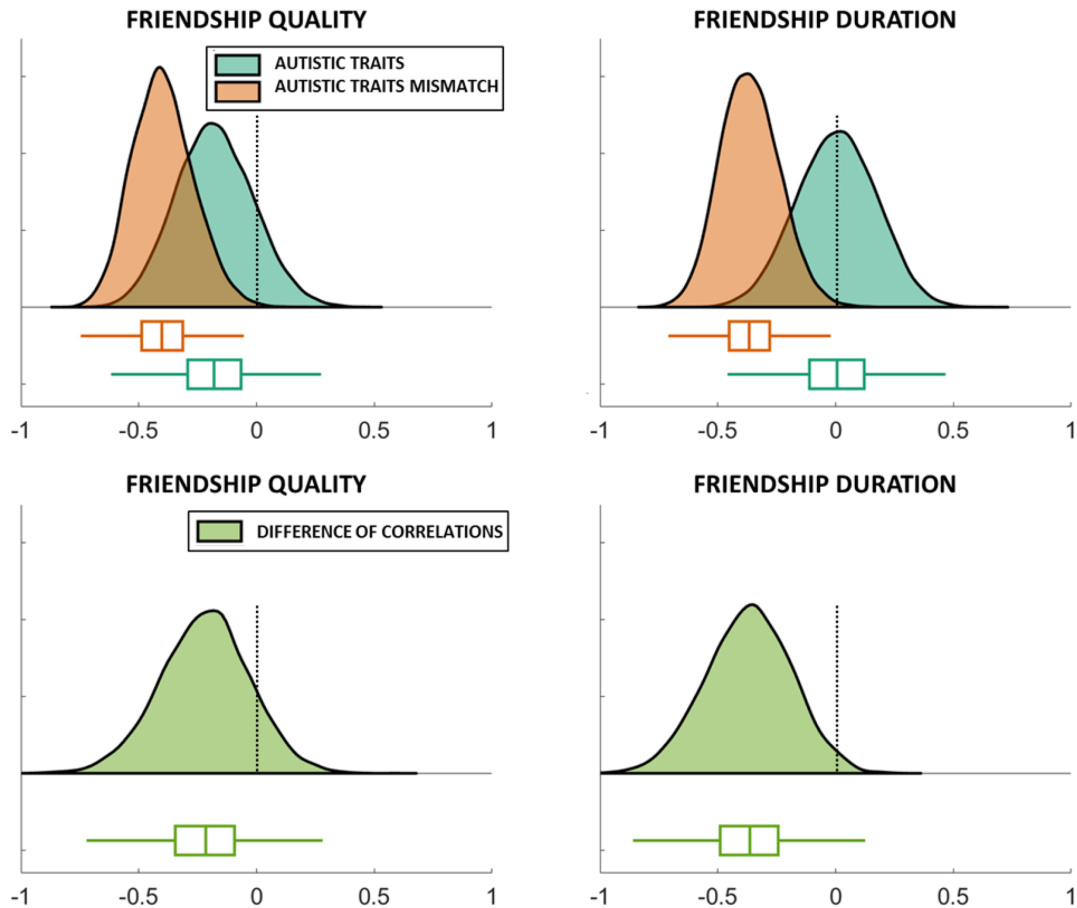 FRIENDSHIP QUALITY
AUTISTIC TRAITS
AUTISTIC TRAITS MISMATCH
-1 -0.5 0 0.5 1
FRIENDSHIP DURATION
-1 -0.5 0 0.5 1
FRIENDSHIP QUALITY
DIFFERENCE OF CORRELATIONS
-1 -0.5 0 0.5 1
FRIENDSHIP DURATION
-1 -0.5 0 0.5 1